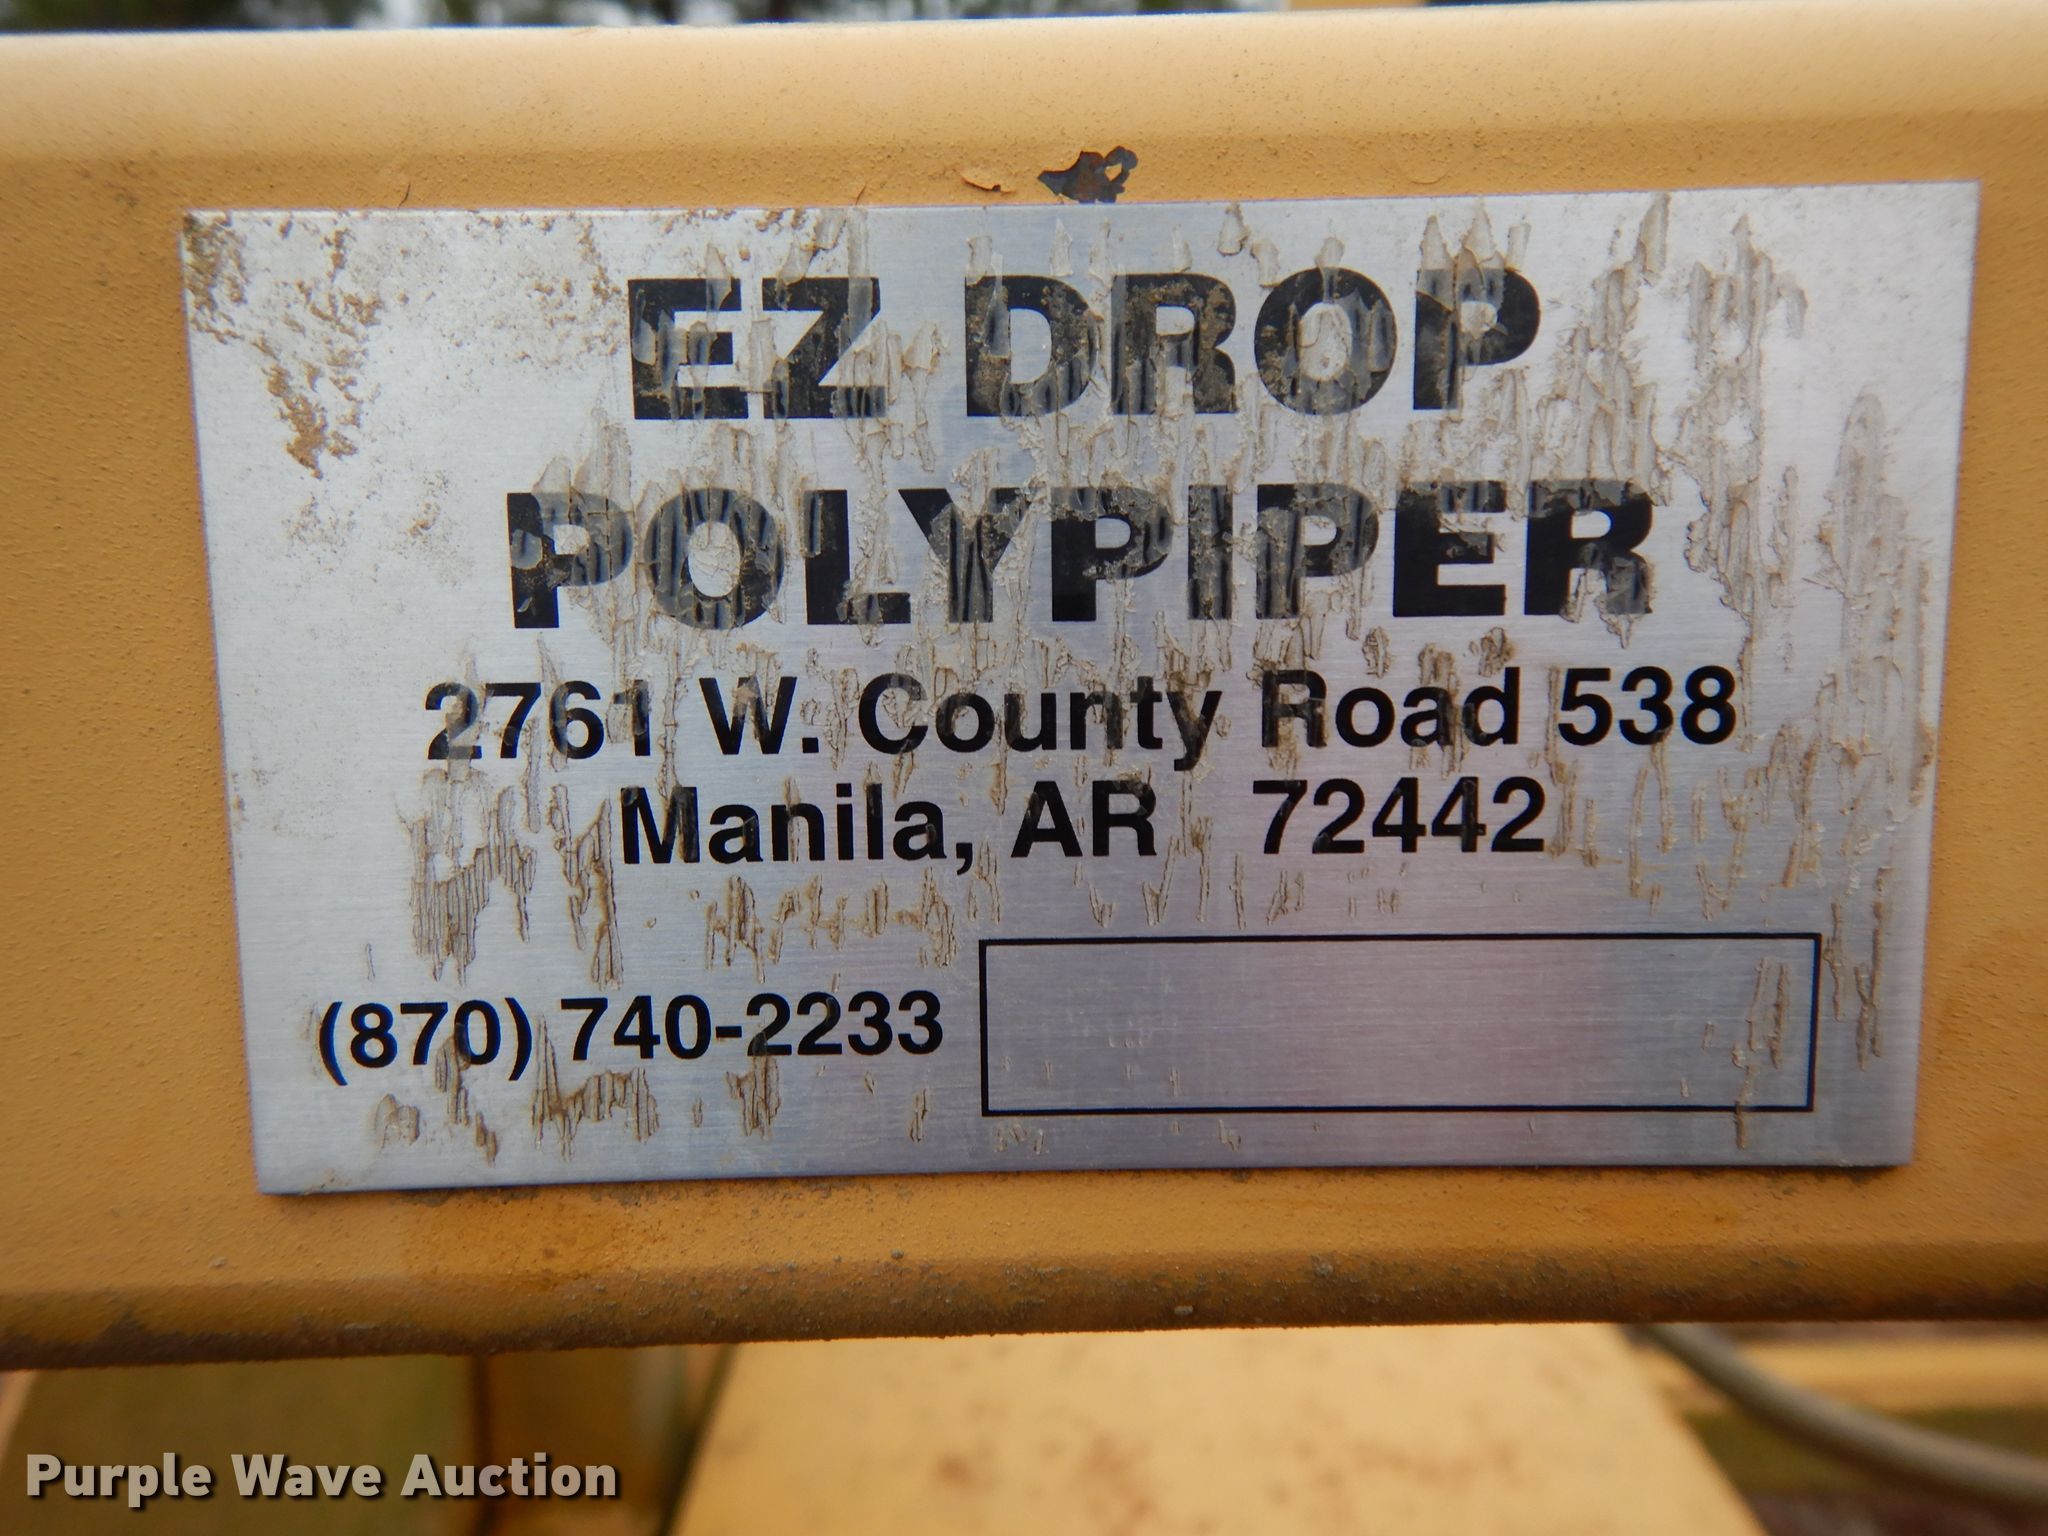 EZ DROP
POLYPIPER
2761 W. County Road 538
Manila, AR 72442
(870) 740-2233
Purple Wave Auction